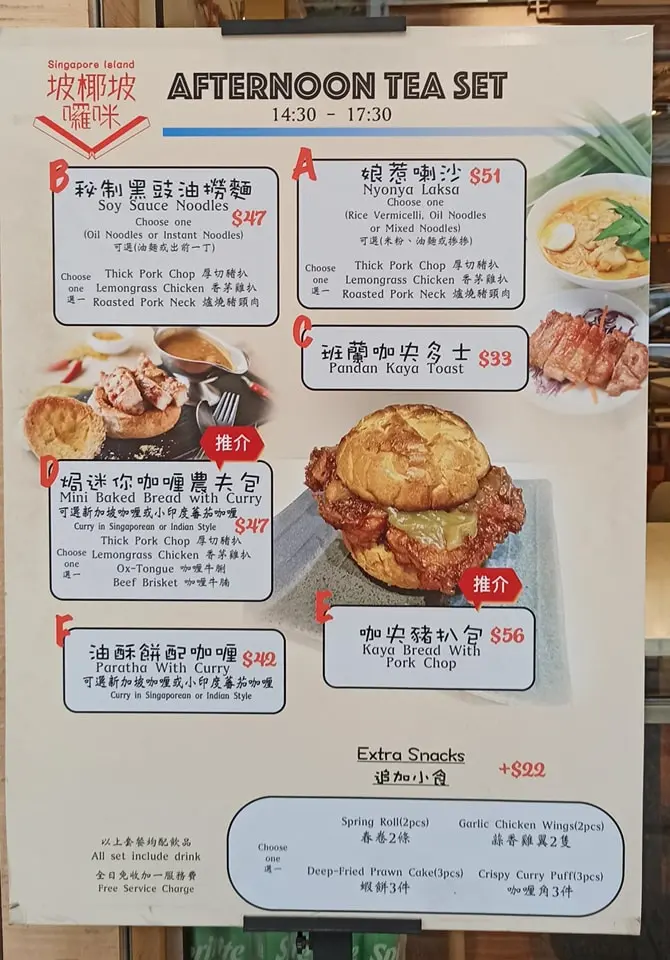 Singapore Island
坡椰坡
囉咪
AFTERNOON TEA SET
14:30 - 17:30
B
秘制黑豉油撈麵
Soy Sauce Noodles
$47
Choose one
(Oil Noodles or Instant Noodles)
可選(油麵或出前一丁)
Choose
one
選一
Thick Pork Chop 厚切豬扒
Lemongrass Chicken 香茅雞扒
Roasted Pork Neck 爐燒豬頸肉
A
娘惹喇沙 $51
Nyonya Laksa
Choose one
(Rice Vermicelli, Oil Noodles
or Mixed Noodles)
可選(米粉、油麵或摻摻)
Choose
one
選一
Thick Pork Chop 厚切豬扒
Lemongrass Chicken 香茅雞扒
Roasted Pork Neck 爐燒豬頸肉
C
班蘭咖央多士 $33
Pandan Kaya Toast
推介
D
焗迷你咖喱農夫包
Mini Baked Bread with Curry
可選新加坡咖喱或小印度蕃茄咖喱
Curry in Singaporean or Indian Style
$47
Choose
one
選一
Thick Pork Chop 厚切豬扒
Lemongrass Chicken 香茅雞扒
Ox-Tongue 咖喱牛脷
Beef Brisket 咖喱牛腩
推介
E
咖央豬扒包 $56
Kaya Bread With
Pork Chop
F
油酥餅配咖喱 $42
Paratha With Curry
可選新加坡咖喱或小印度蕃茄咖喱
Curry in Singaporean or Indian Style
Extra Snacks
追加小食
+$22
Choose
one
選一
Spring Roll(2pcs)
春卷2條
Garlic Chicken Wings(2pcs)
蒜香雞翼2隻
Deep-Fried Prawn Cake(3pcs)
蝦餅3件
Crispy Curry Puff(3pcs)
咖喱角3件
以上套餐均配飲品
All set include drink
全日免收加一服務費
Free Service Charge